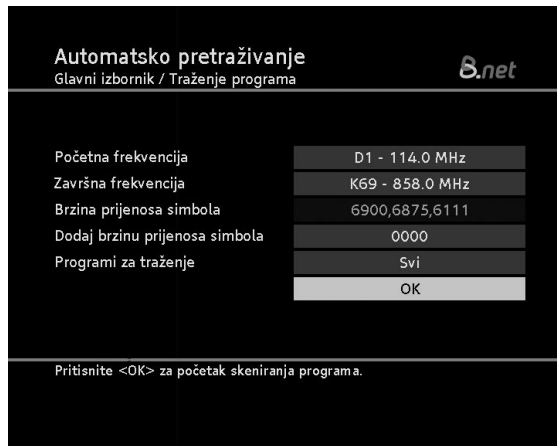 Automatsko pretraživanje
Glavni izbornik / Traženje programa
B.net
Početna frekvencija D1 - 114.0 MHz
Završna frekvencija K69 - 858.0 MHz
Brzina prijenosa simbola 6900,6875,6111
Dodaj brzinu prijenosa simbola 0000
Programi za traženje Svi
OK
Pritisnite <OK> za početak skeniranja programa.